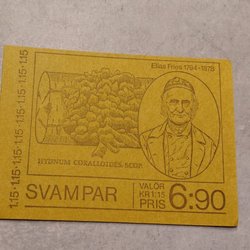 Elias Fries 1794-1878
1.15·1.15·1.15·1.15·1.15·1.15
HYDNUM CORALLOIDES. SCOP.
SVAMPAR
VALÖR
KR 1:15
PRIS
6:90